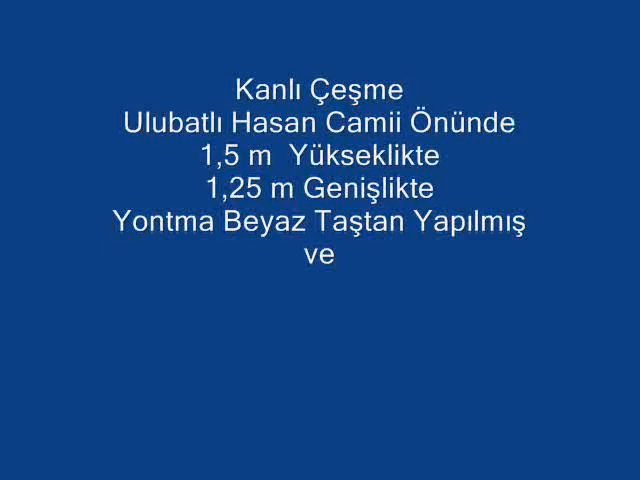 Kanlı Çeşme
Ulubatlı Hasan Camii Önünde
1,5 m  Yükseklikte
1,25 m Genişlikte
Yontma Beyaz Taştan Yapılmış
ve